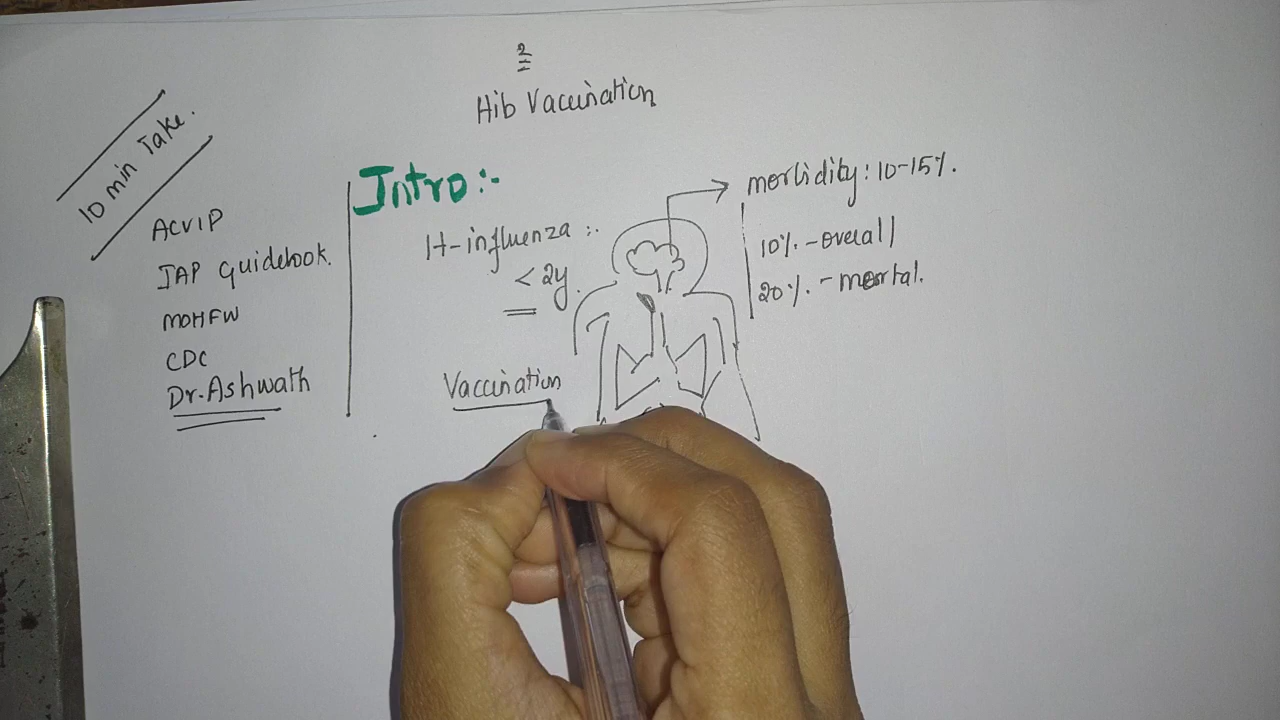 2
Hib Vaccination
10 min Take.
ACVIP
IAP Guidebook.
MOHFW
CDC
Dr. Ashwath
Intro:-
H-influenza :.
< 2y.
Vaccination
morbidity: 10-15%.
10%. - overall
20%. - mortal.